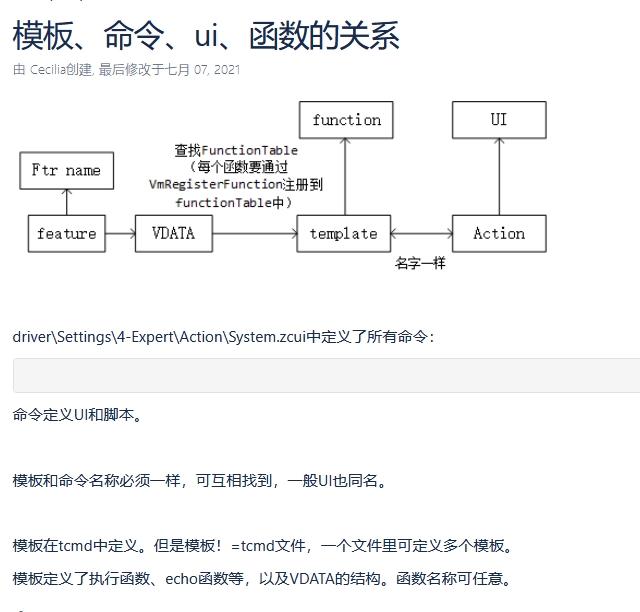 模板、命令、ui、函数的关系
由 Cecilia创建, 最后修改于七月 07, 2021
function
UI
查找FunctionTable
（每个函数要通过
VmRegisterFunction注册到
functionTable中）
Ftr name
feature
VDATA
template
Action
名字一样
driver\Settings\4-Expert\Action\System.zcui中定义了所有命令：
命令定义UI和脚本。
模板和命令名称必须一样，可互相找到，一般UI也同名。
模板在tcmd中定义。但是模板！=tcmd文件，一个文件里可定义多个模板。
模板定义了执行函数、echo函数等，以及VDATA的结构。函数名称可任意。